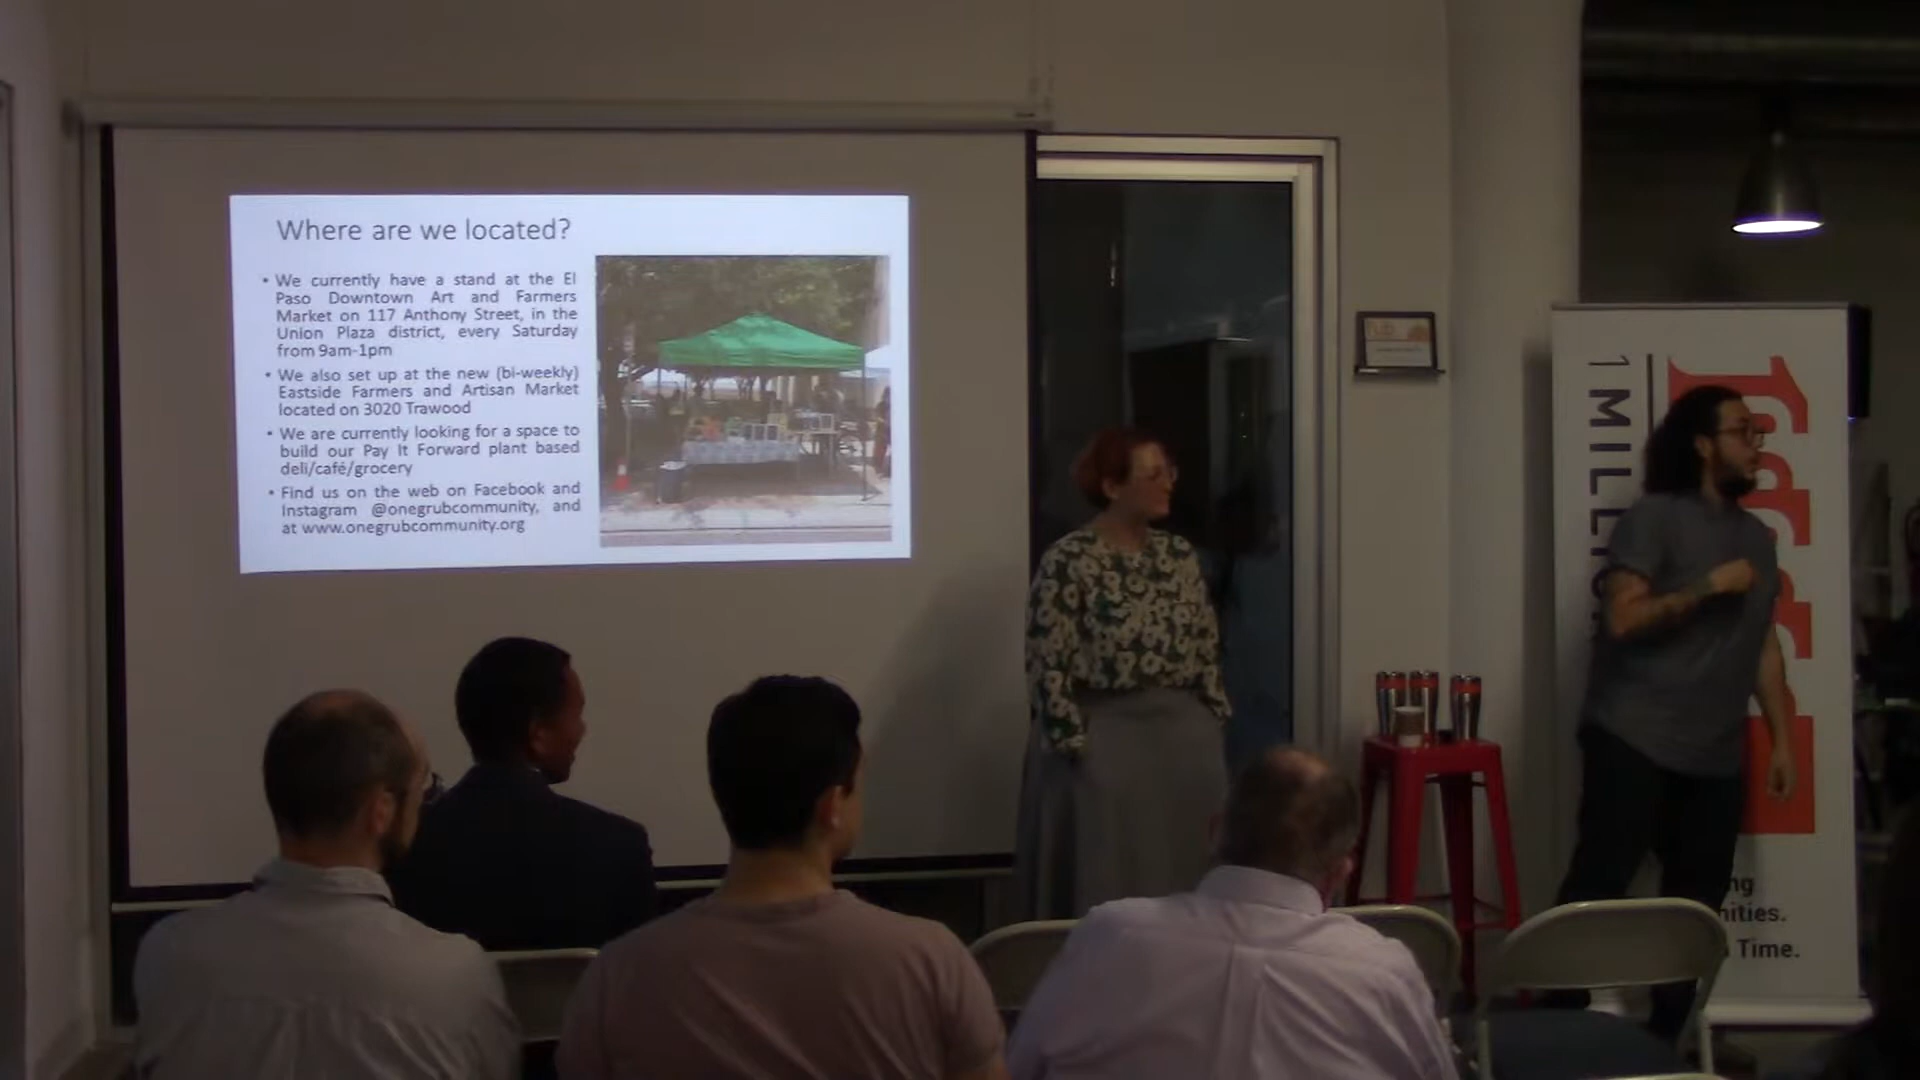 Where are we located?
• We currently have a stand at the El
Paso Downtown Art and Farmers
Market on 117 Anthony Street, in the
Union Plaza district, every Saturday
from 9am-1pm
• We also set up at the new (bi-weekly)
Eastside Farmers and Artisan Market
located on 3020 Trawood
• We are currently looking for a space to
build our Pay It Forward plant based
deli/café/grocery
• Find us on the web on Facebook and
Instagram @onegrubcommunity, and
at www.onegrubcommunity.org
1 MILLION
Time.